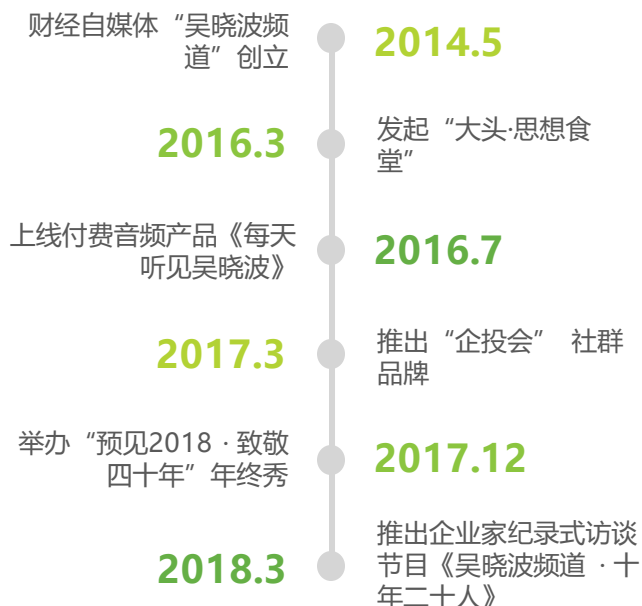 财经自媒体“吴晓波频
道”创立
2014.5
2016.3
发起“大头·思想食
堂”
上线付费音频产品《每天
听见吴晓波》
2016.7
2017.3
推出“企投会” 社群
品牌
举办“预见2018 · 致敬
四十年”年终秀
2017.12
2018.3
推出企业家纪录式访谈
节目《吴晓波频道 · 十
年二十人》